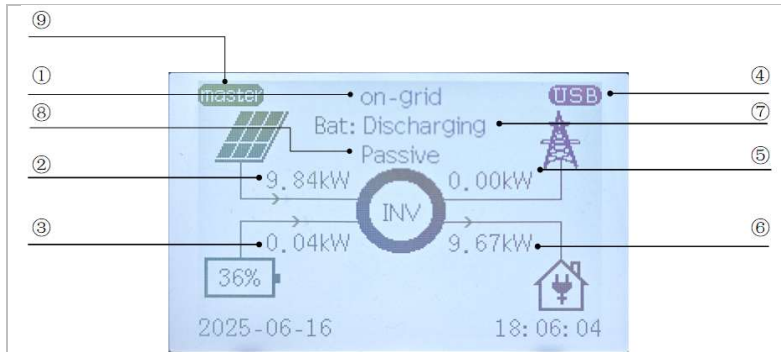 ⑨
① master on-grid USB ④
⑧ Bat: Discharging ⑦
Passive
② 9.84kW 0.00kW ⑤
INV
③ 0.04kW 9.67kW ⑥
36%
2025-06-16 18:06:04